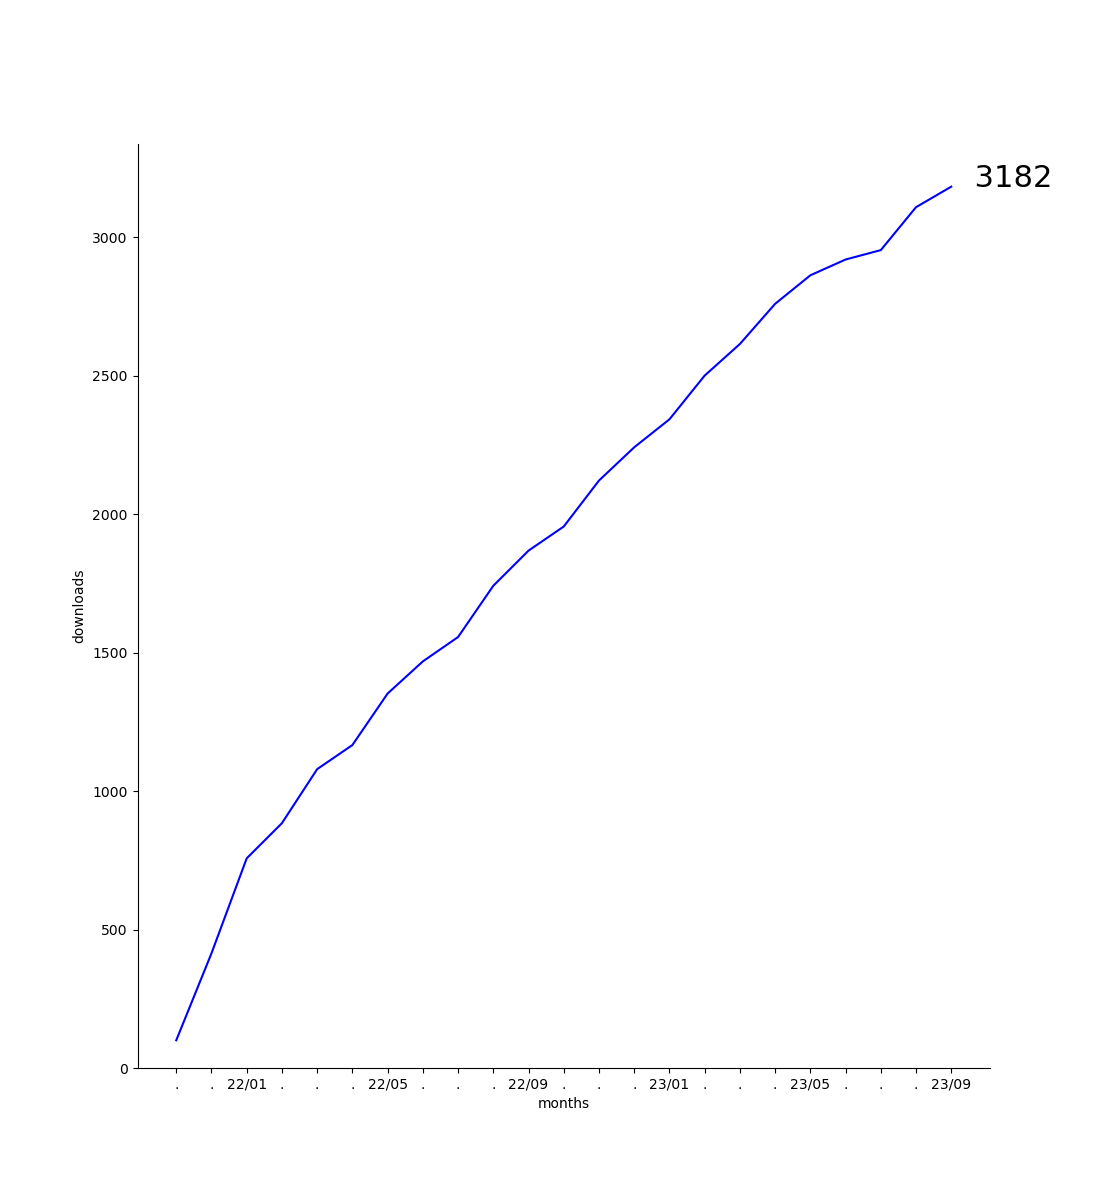 3182
3000
2500
2000
1500
1000
500
0
downloads
. . 22/01 . . . 22/05 . . . 22/09 . . . 23/01 . . . 23/05 . . . 23/09
months